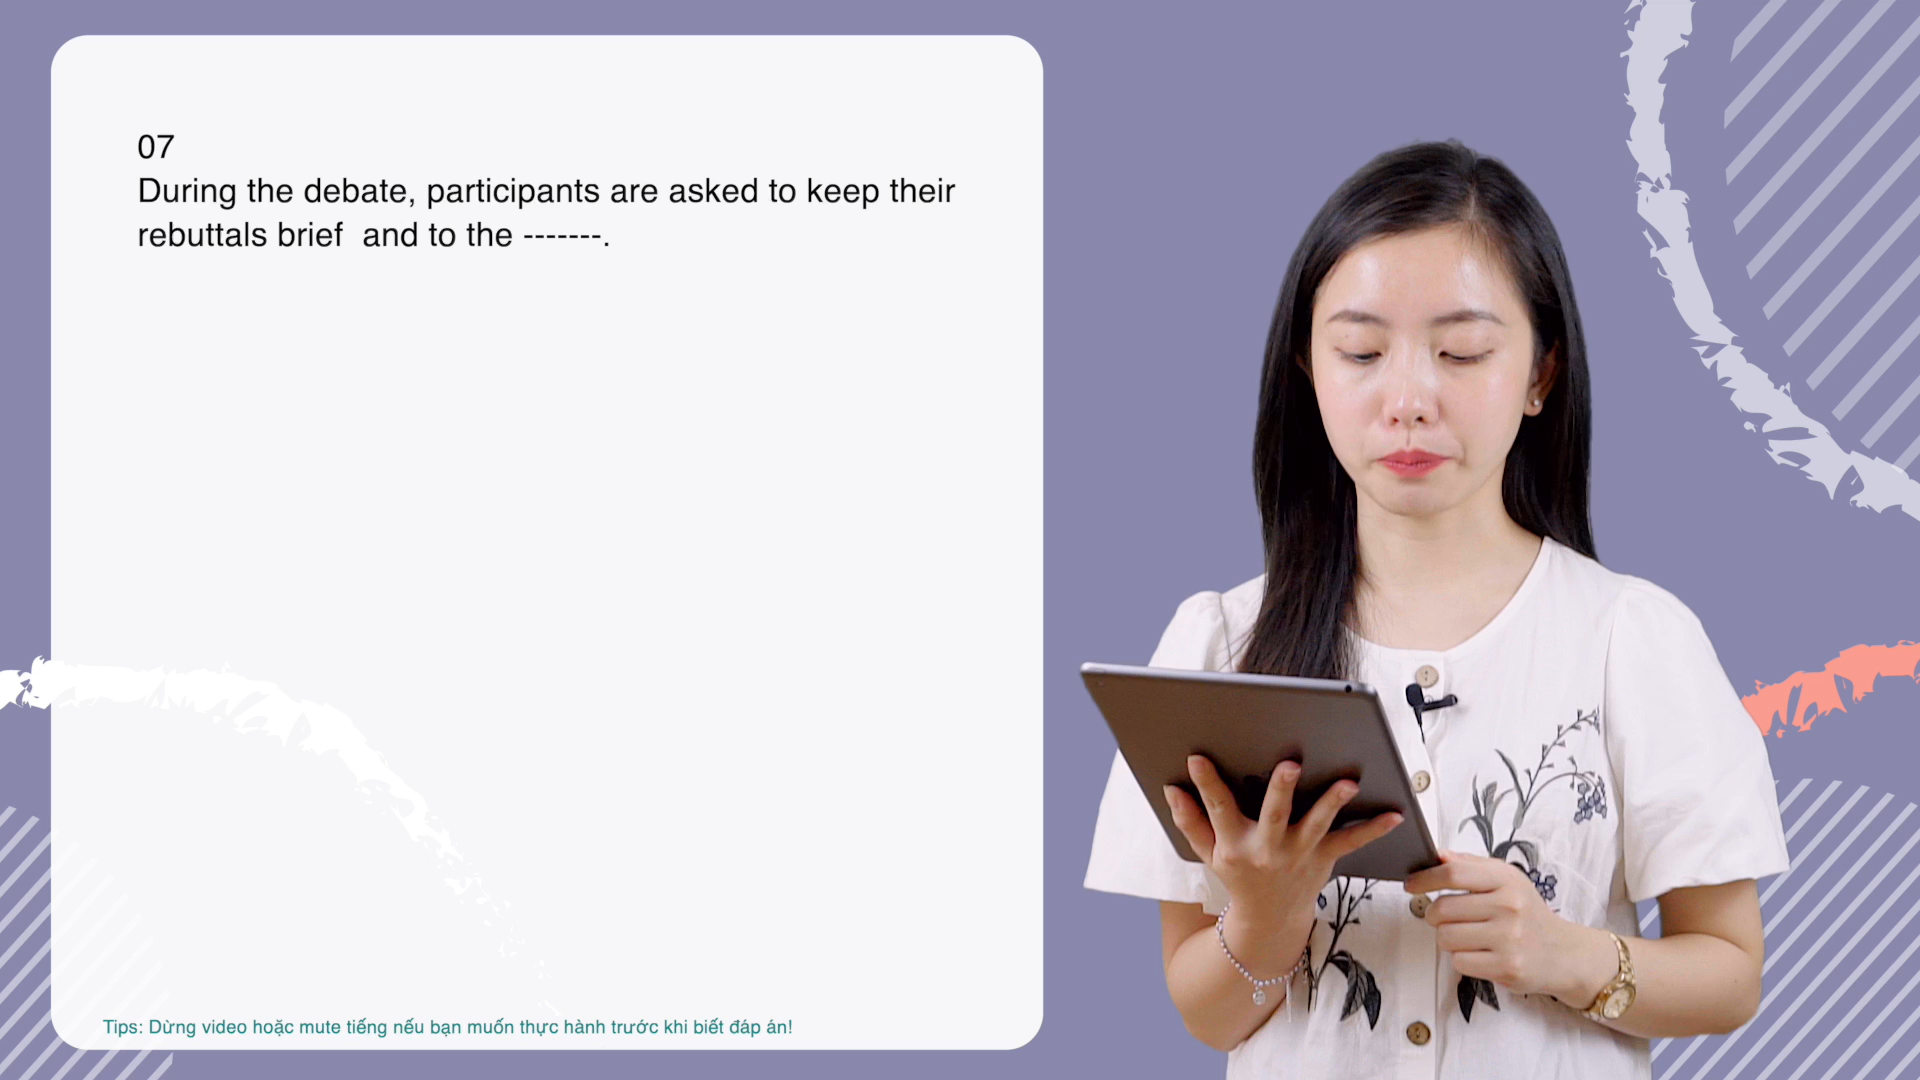 07
During the debate, participants are asked to keep their
rebuttals brief  and to the -------.
Tips: Dừng video hoặc mute tiếng nếu bạn muốn thực hành trước khi biết đáp án!